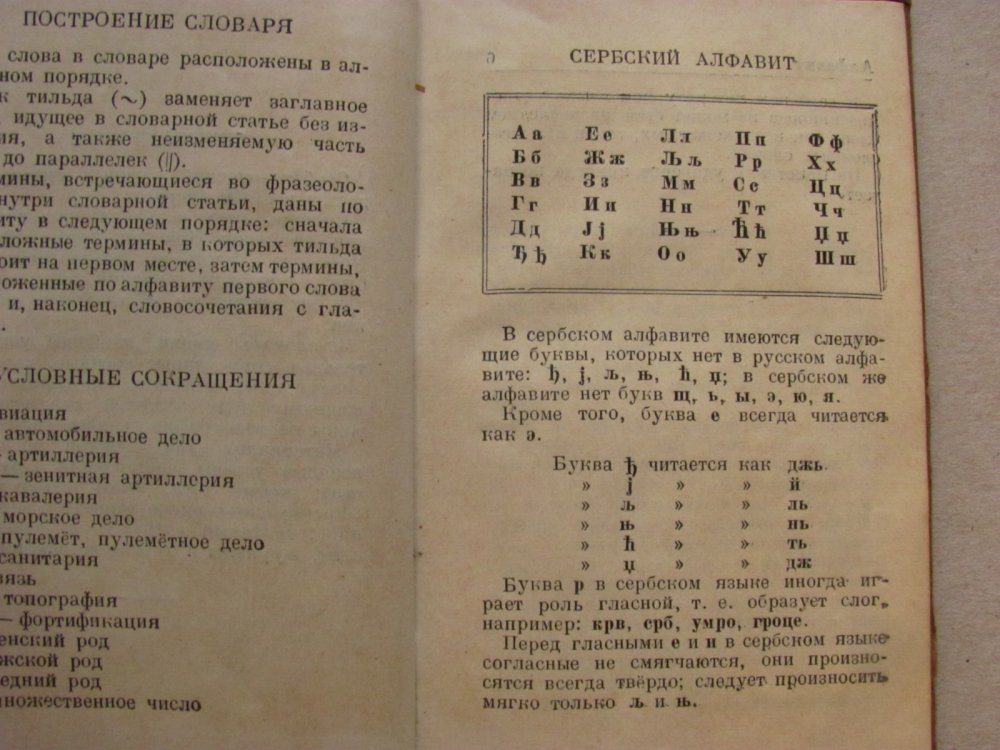 ПОСТРОЕНИЕ СЛОВАРЯ
слова в словаре расположены в ал-
ном порядке.
к тильда (∼) заменяет заглавное
идущее в словарной статье без из-
ия, а также неизменяемую часть
до параллелек (||).
мины, встречающиеся во фразеоло-
нутри словарной статьи, даны по
иту в следующем порядке: сначала
ложные термины, в которых тильда
оит на первом месте, затем термины,
оженные по алфавиту первого слова
и, наконец, словосочетания с гла-
УСЛОВНЫЕ СОКРАЩЕНИЯ
виация
автомобильное дело
артиллерия
— зенитная артиллерия
кавалерия
морское дело
пулемёт, пулемётное дело
санитария
вязь
топография
— фортификация
енский род
жской род
едний род
множественное число
6
СЕРБСКИЙ АЛФАВИТ
А а Е е Л л П п Ф ф
Б б Ж ж Љ љ Р р Х х
В в З з М м С с Ц ц
Г г И и Н н Т т Ч ч
Д д Ј ј Њ њ Ћ ћ Џ џ
Ђ ђ К к О о У у Ш ш
В сербском алфавите имеются следую-
щие буквы, которых нет в русском алфа-
вите: ђ, ј, љ, њ, ћ, џ; в сербском же
алфавите нет букв щ, ь, ы, э, ю, я.
Кроме того, буква е всегда читается
как э.
Буква ђ читается как джь
» ј » » й
» љ » » ль
» њ » » нь
» ћ » » ть
» џ » » дж
Буква р в сербском языке иногда иг-
рает роль гласной, т. е. образует слог,
например: крв, срб, умро, гроце.
Перед гласными е и и в сербском языке
согласные не смягчаются, они произно-
сятся всегда твёрдо; следует произносить
мягко только љ и њ.